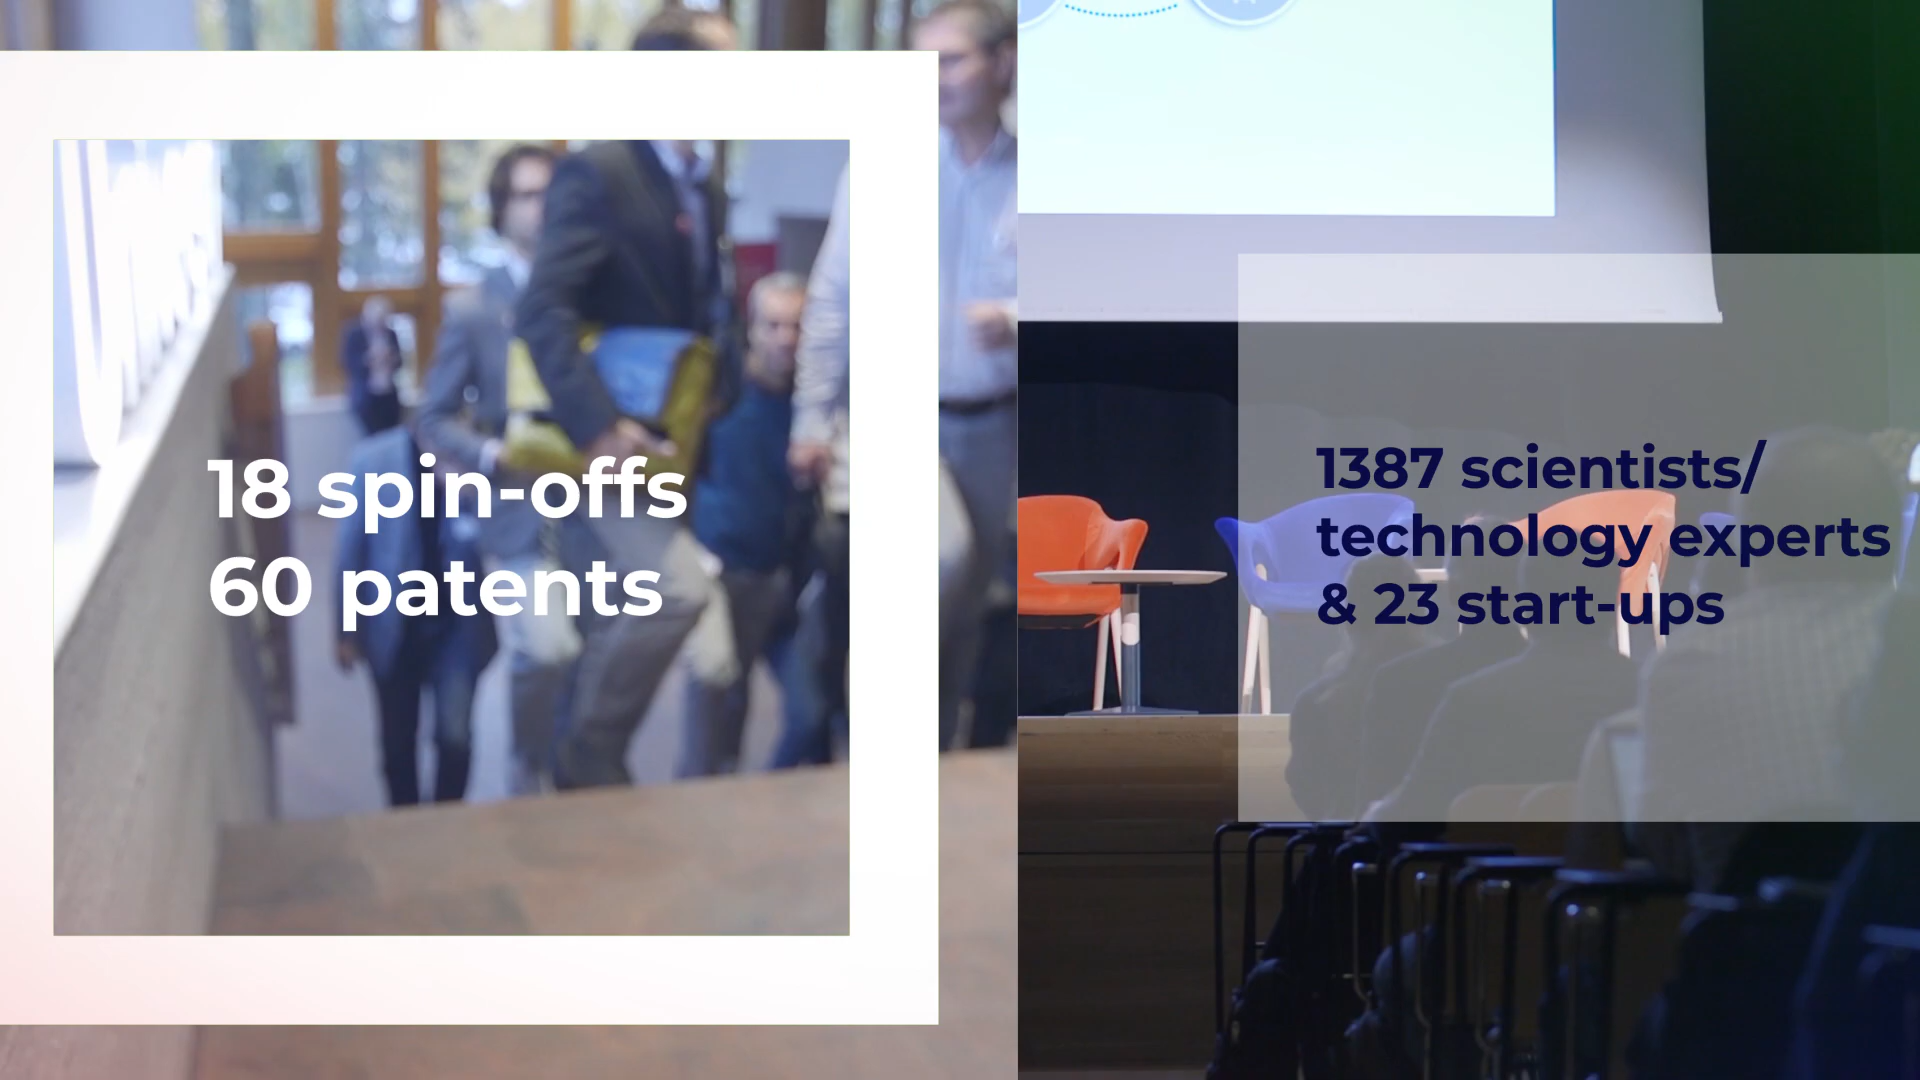 18 spin-offs
60 patents
1387 scientists/
technology experts
& 23 start-ups